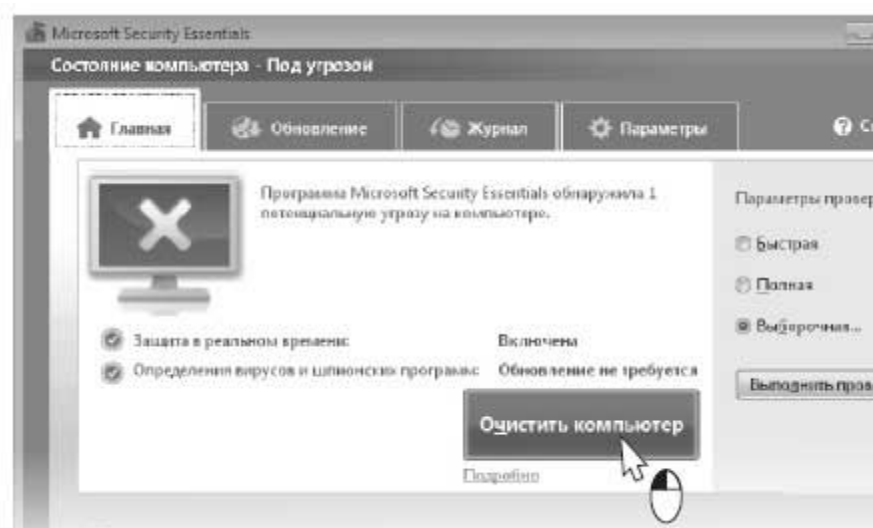 Microsoft Security Essentials
Состояние компьютера - Под угрозой
Главная Обновление Журнал Параметры
Программа Microsoft Security Essentials обнаружила 1
потенциальную угрозу на компьютере.
Параметры провер
Быстрая
Полная
Выборочная...
Защита в реальном времени: Включена
Определения вирусов и шпионских программ: Обновление не требуется
Выполнить пров
Очистить компьютер
Подробно